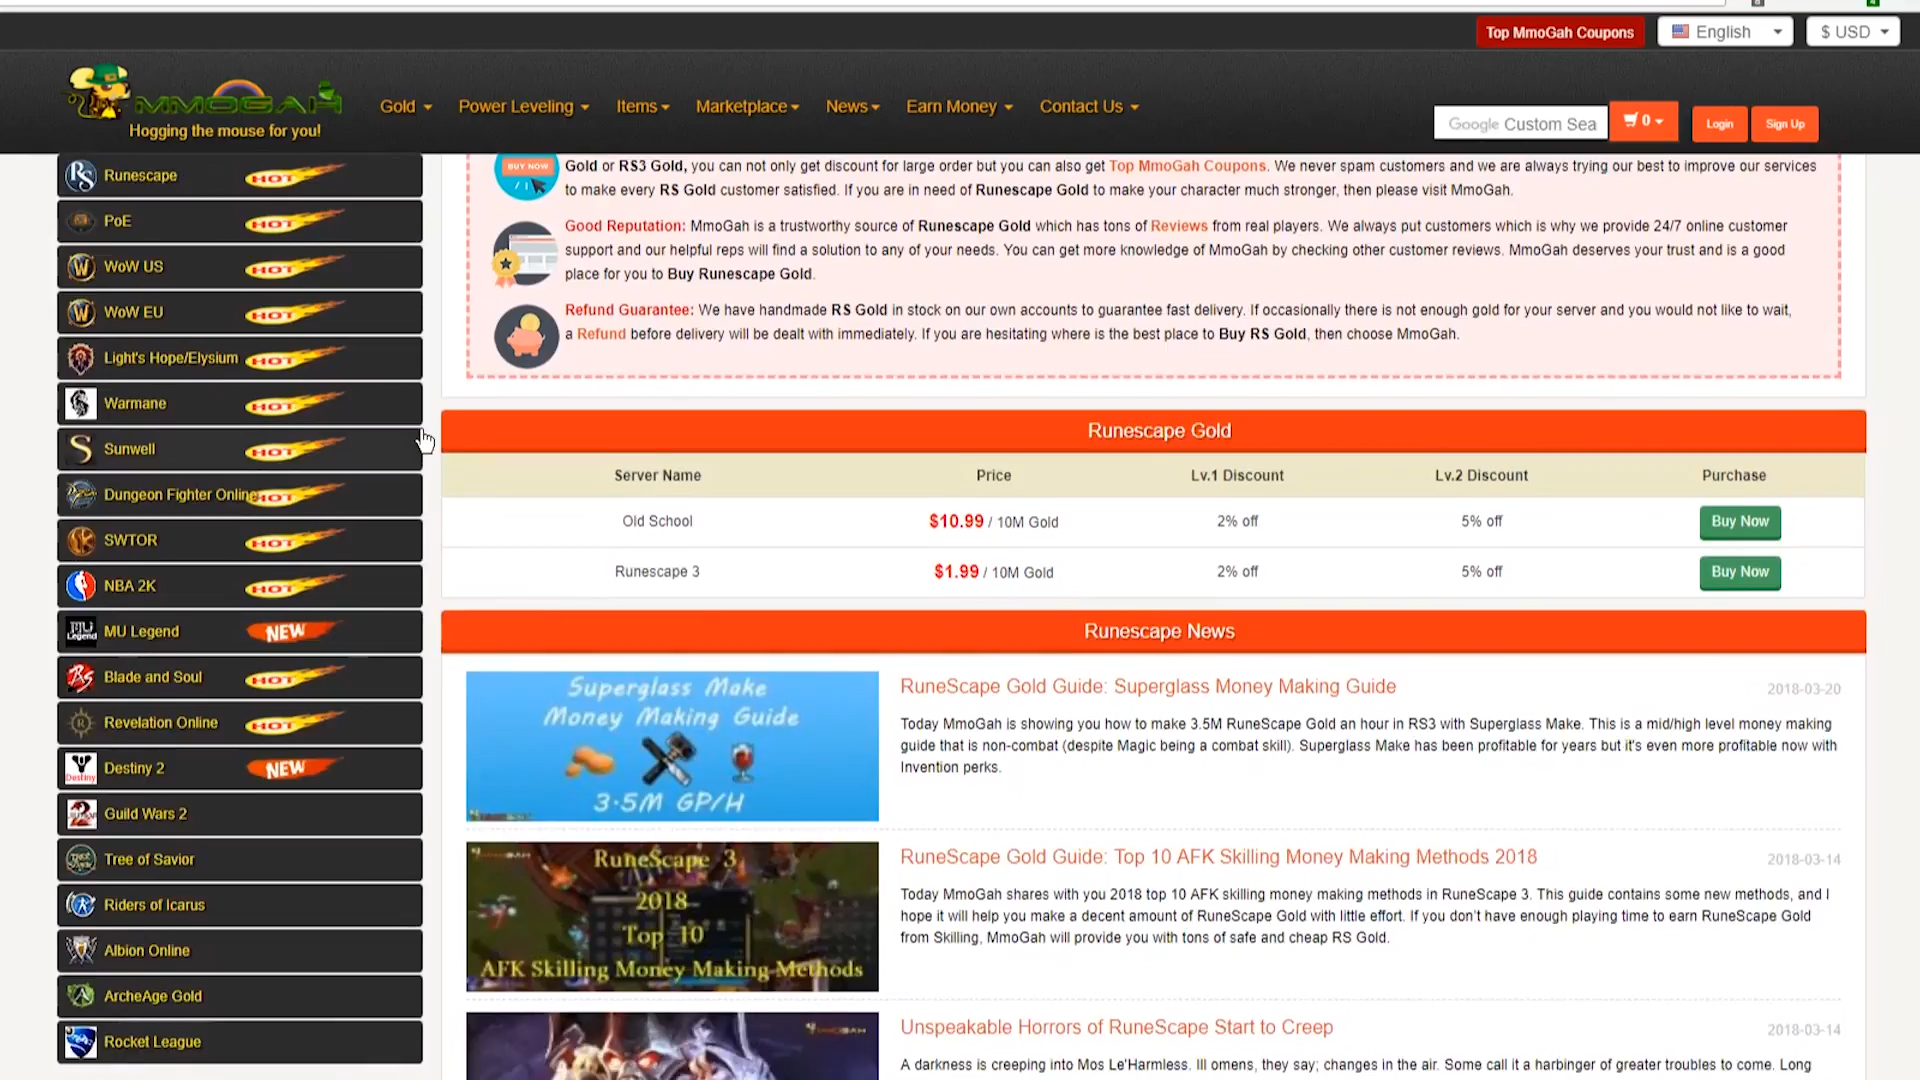 Top MmoGah Coupons
English
$ USD
MMOGAH
Hogging the mouse for you!
Gold
Power Leveling
Items
Marketplace
News
Earn Money
Contact Us
Google Custom Sea
0
Login
Sign Up
Runescape HOT
PoE HOT
WoW US HOT
WoW EU HOT
Light's Hope/Elysium HOT
Warmane HOT
Sunwell HOT
Dungeon Fighter Online HOT
SWTOR HOT
NBA 2K HOT
MU Legend NEW
Blade and Soul HOT
Revelation Online HOT
Destiny 2 NEW
Guild Wars 2
Tree of Savior
Riders of Icarus
Albion Online
ArcheAge Gold
Rocket League
BUY NOW
Gold or RS3 Gold, you can not only get discount for large order but you can also get Top MmoGah Coupons. We never spam customers and we are always trying our best to improve our services
to make every RS Gold customer satisfied. If you are in need of Runescape Gold to make your character much stronger, then please visit MmoGah.
Good Reputation: MmoGah is a trustworthy source of Runescape Gold which has tons of Reviews from real players. We always put customers which is why we provide 24/7 online customer
support and our helpful reps will find a solution to any of your needs. You can get more knowledge of MmoGah by checking other customer reviews. MmoGah deserves your trust and is a good
place for you to Buy Runescape Gold.
Refund Guarantee: We have handmade RS Gold in stock on our own accounts to guarantee fast delivery. If occasionally there is not enough gold for your server and you would not like to wait,
a Refund before delivery will be dealt with immediately. If you are hesitating where is the best place to Buy RS Gold, then choose MmoGah.
Runescape Gold
Server Name Price Lv.1 Discount Lv.2 Discount Purchase
Old School $10.99 / 10M Gold 2% off 5% off Buy Now
Runescape 3 $1.99 / 10M Gold 2% off 5% off Buy Now
Runescape News
Superglass Make
Money Making Guide
3.5M GP/H
RuneScape Gold Guide: Superglass Money Making Guide 2018-03-20
Today MmoGah is showing you how to make 3.5M RuneScape Gold an hour in RS3 with Superglass Make. This is a mid/high level money making
guide that is non-combat (despite Magic being a combat skill). Superglass Make has been profitable for years but it's even more profitable now with
Invention perks.
RuneScape 3
2018
Top 10
AFK Skilling Money Making Methods
RuneScape Gold Guide: Top 10 AFK Skilling Money Making Methods 2018 2018-03-14
Today MmoGah shares with you 2018 top 10 AFK skilling money making methods in RuneScape 3. This guide contains some new methods, and I
hope it will help you make a decent amount of RuneScape Gold with little effort. If you don't have enough playing time to earn RuneScape Gold
from Skilling, MmoGah will provide you with tons of safe and cheap RS Gold.
Unspeakable Horrors of RuneScape Start to Creep 2018-03-14
A darkness is creeping into Mos Le'Harmless. Ill omens, they say; changes in the air. Some call it a harbinger of greater troubles to come. Long